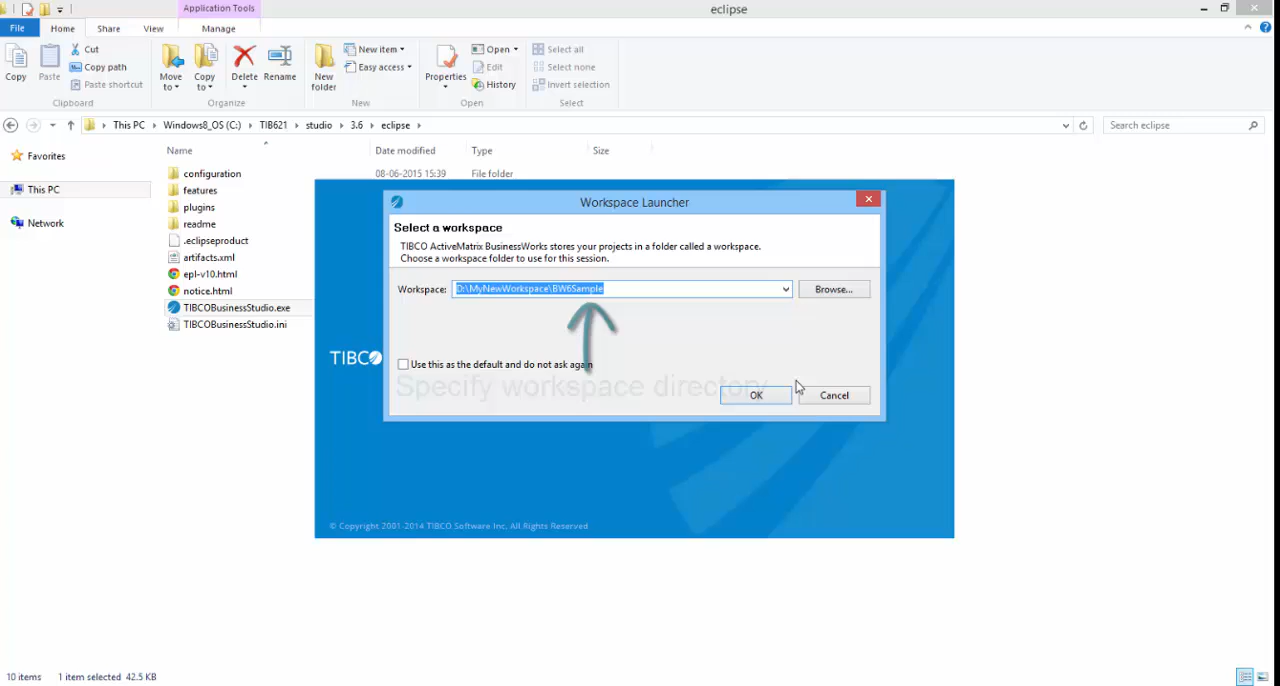 Application Tools
eclipse
File
Home
Share
View
Manage
Copy
Paste
Cut
Copy path
Paste shortcut
Clipboard
Move to
Copy to
Delete
Rename
Organize
New folder
New item
Easy access
New
Properties
Open
Edit
History
Open
Select all
Select none
Invert selection
Select
This PC
Windows8_OS (C:)
TIB621
studio
3.6
eclipse
Search eclipse
Favorites
This PC
Network
Name
Date modified
Type
Size
configuration
08-06-2015 15:39
File folder
features
plugins
readme
.eclipseproduct
artifacts.xml
epl-v10.html
notice.html
TIBCOBusinessStudio.exe
TIBCOBusinessStudio.ini
Workspace Launcher
Select a workspace
TIBCO ActiveMatrix BusinessWorks stores your projects in a folder called a workspace.
Choose a workspace folder to use for this session.
Workspace:
D:\MyNewWorkspace\BW6Sample
Browse...
Use this as the default and do not ask again
Specify workspace directory
OK
Cancel
TIBCO
© Copyright 2001-2014 TIBCO Software Inc, All Rights Reserved
10 items
1 item selected 42.5 KB